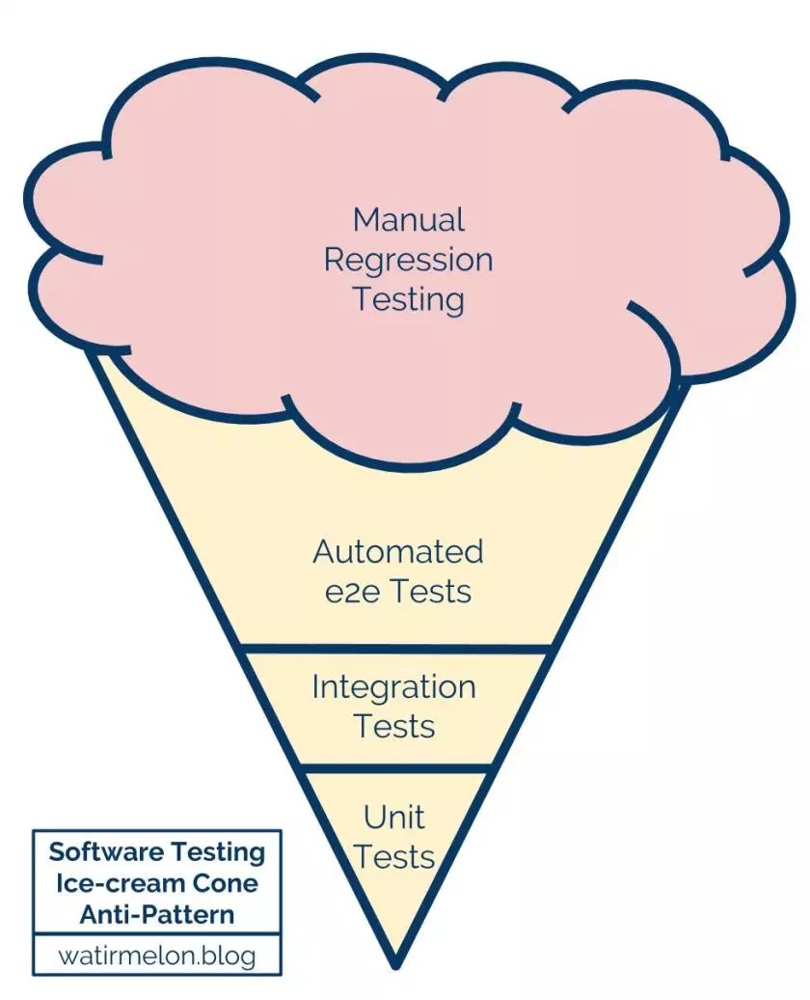 Manual
Regression
Testing
Automated
e2e Tests
Integration
Tests
Unit
Tests
Software Testing
Ice-cream Cone
Anti-Pattern
watirmelon.blog